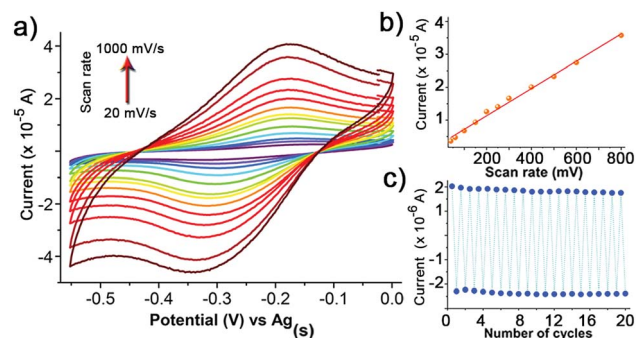 a)
1000 mV/s
Scan rate
20 mV/s
4
2
0
-2
-4
Current (x 10⁻⁵ A)
-0.5 -0.4 -0.3 -0.2 -0.1 0.0
Potential (V) vs Ag(s)
b)
4
3
2
1
Current (x 10⁻⁵ A)
200 400 600 800
Scan rate (mV)
c)
2
1
-1
-2
Current (x 10⁻⁶ A)
0 4 8 12 16 20
Number of cycles